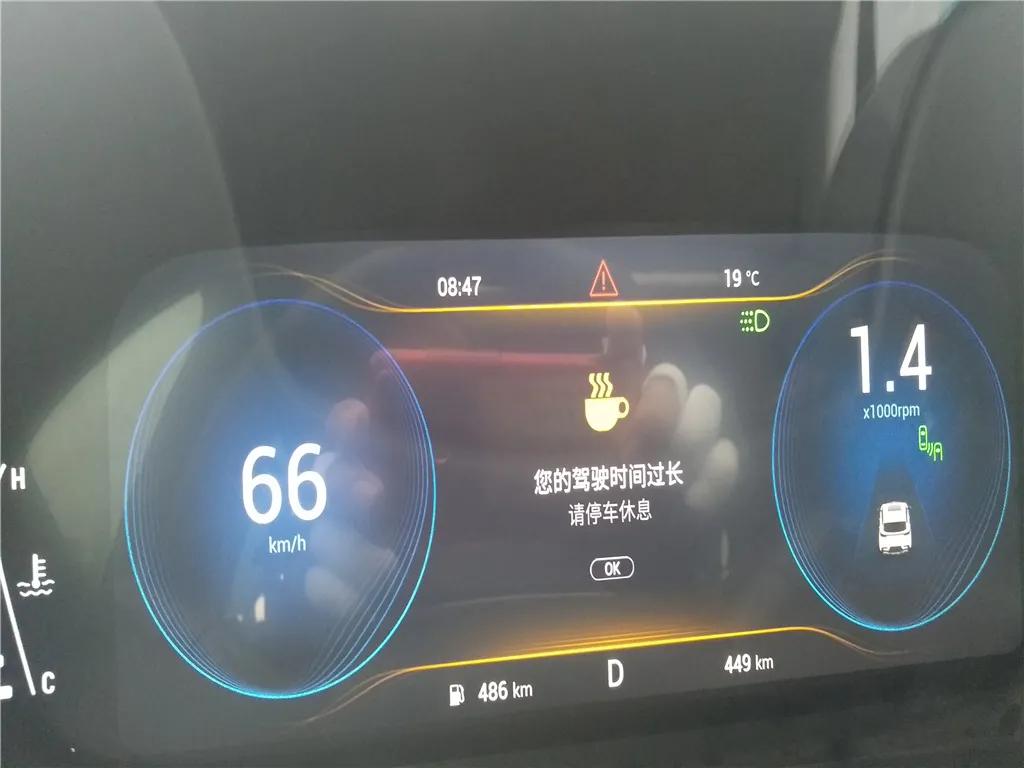 08:47
19 ℃
1.4
x1000rpm
66
km/h
您的驾驶时间过长
请停车休息
OK
H
C
486 km
D
449 km